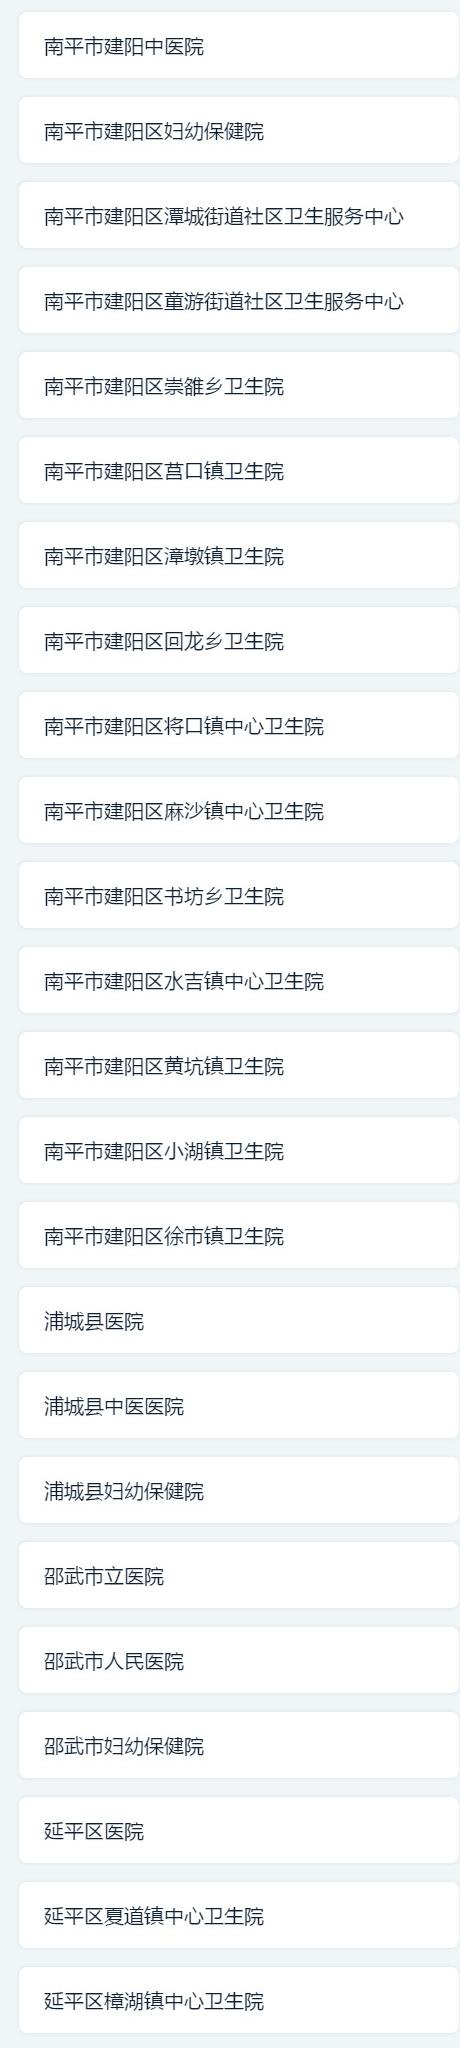 南平市建阳中医院
南平市建阳区妇幼保健院
南平市建阳区潭城街道社区卫生服务中心
南平市建阳区童游街道社区卫生服务中心
南平市建阳区崇雒乡卫生院
南平市建阳区莒口镇卫生院
南平市建阳区漳墩镇卫生院
南平市建阳区回龙乡卫生院
南平市建阳区将口镇中心卫生院
南平市建阳区麻沙镇中心卫生院
南平市建阳区书坊乡卫生院
南平市建阳区水吉镇中心卫生院
南平市建阳区黄坑镇卫生院
南平市建阳区小湖镇卫生院
南平市建阳区徐市镇卫生院
浦城县医院
浦城县中医医院
浦城县妇幼保健院
邵武市立医院
邵武市人民医院
邵武市妇幼保健院
延平区医院
延平区夏道镇中心卫生院
延平区樟湖镇中心卫生院